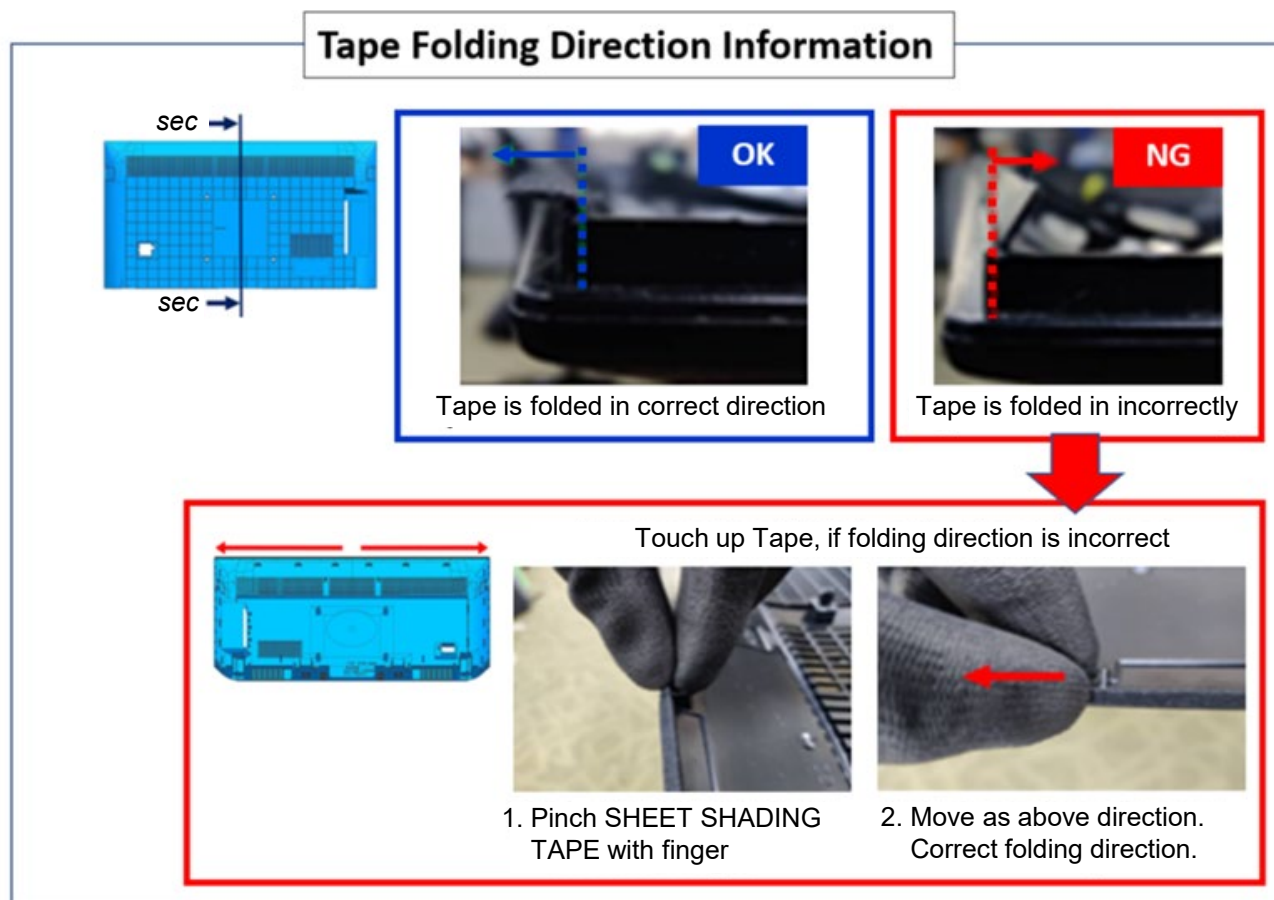 Tape Folding Direction Information
sec
sec
OK
Tape is folded in correct direction
NG
Tape is folded in incorrectly
Touch up Tape, if folding direction is incorrect
1. Pinch SHEET SHADING
TAPE with finger
2. Move as above direction.
Correct folding direction.